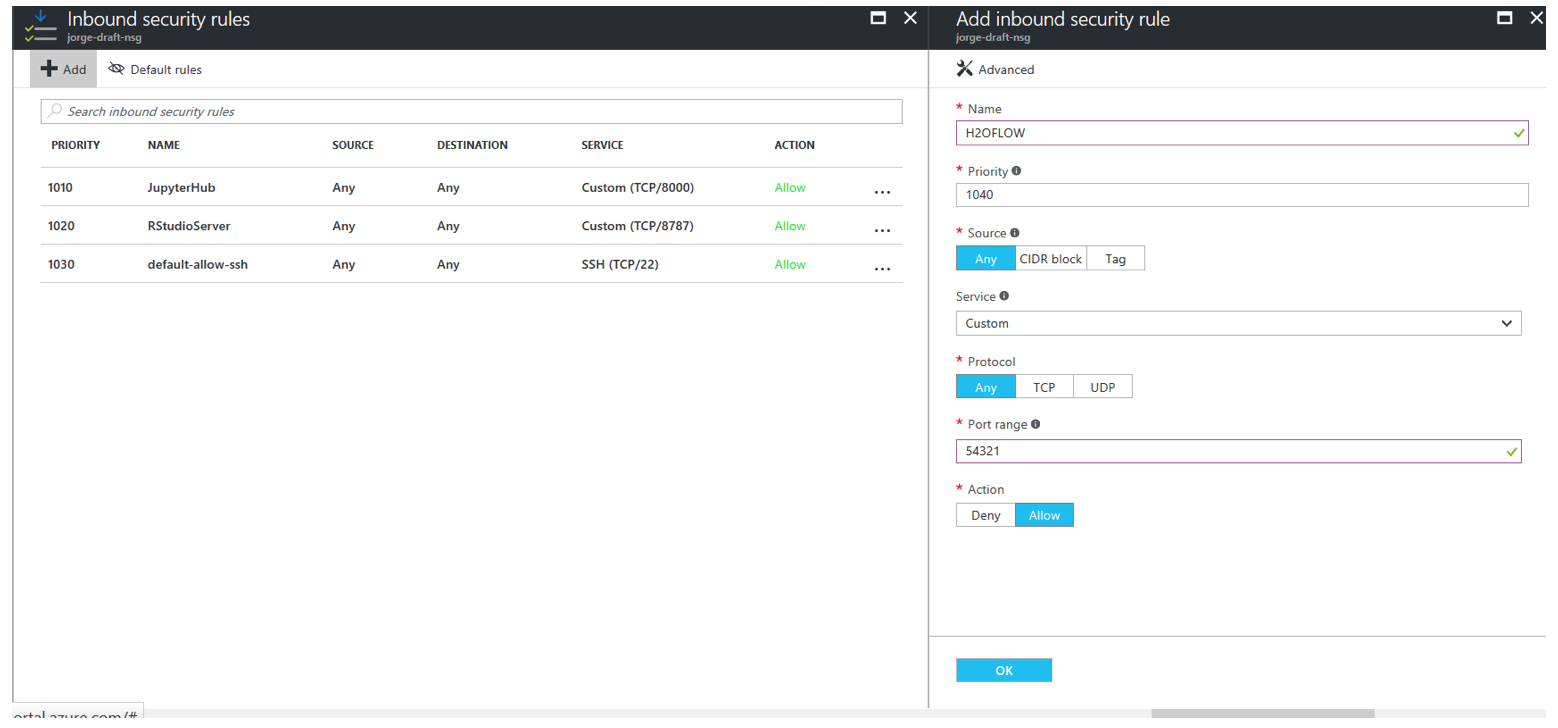 Inbound security rules
jorge-draft-nsg
Add
Default rules
Search inbound security rules
PRIORITY NAME SOURCE DESTINATION SERVICE ACTION
1010 JupyterHub Any Any Custom (TCP/8000) Allow ...
1020 RStudioServer Any Any Custom (TCP/8787) Allow ...
1030 default-allow-ssh Any Any SSH (TCP/22) Allow ...
ortal.azure.com/#
Add inbound security rule
jorge-draft-nsg
Advanced
* Name
H2OFLOW
* Priority
1040
* Source
Any CIDR block Tag
Service
Custom
* Protocol
Any TCP UDP
* Port range
54321
* Action
Deny Allow
OK